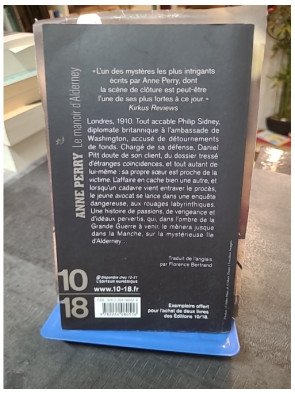 « L'un des mystères les plus intrigants
écrits par Anne Perry, dont
la scène de clôture est peut-être
l'une de ses plus fortes à ce jour. »
Kirkus Reviews
Londres, 1910. Tout accable Philip Sidney,
diplomate britannique à l'ambassade de
Washington, accusé de détournements
de fonds. Chargé de sa défense, Daniel
Pitt doute de son client, du dossier tressé
d'étranges coïncidences, et tout autant
de lui-même : sa propre sœur est proche de la
victime. L'affaire en cache bien une autre, et
lorsqu'un cadavre vient entraver le procès,
le jeune avocat se lance dans une enquête
dangereuse, aux rouages labyrinthiques.
Une histoire de passions, de vengeance et
d'idéaux pervertis, qui, dans l'ombre de la
Grande Guerre à venir, le mènera jusque
dans la Manche, sur la mystérieuse île
d'Alderney...
Traduit de l'anglais
par Florence Bertrand
ANNE PERRY Le manoir d'Alderney
10
18
Disponible chez 10-18
L'éditeur numérique
www.10-18.fr
Exemplaire offert
pour l'achat de deux livres
des Éditions 10/18.